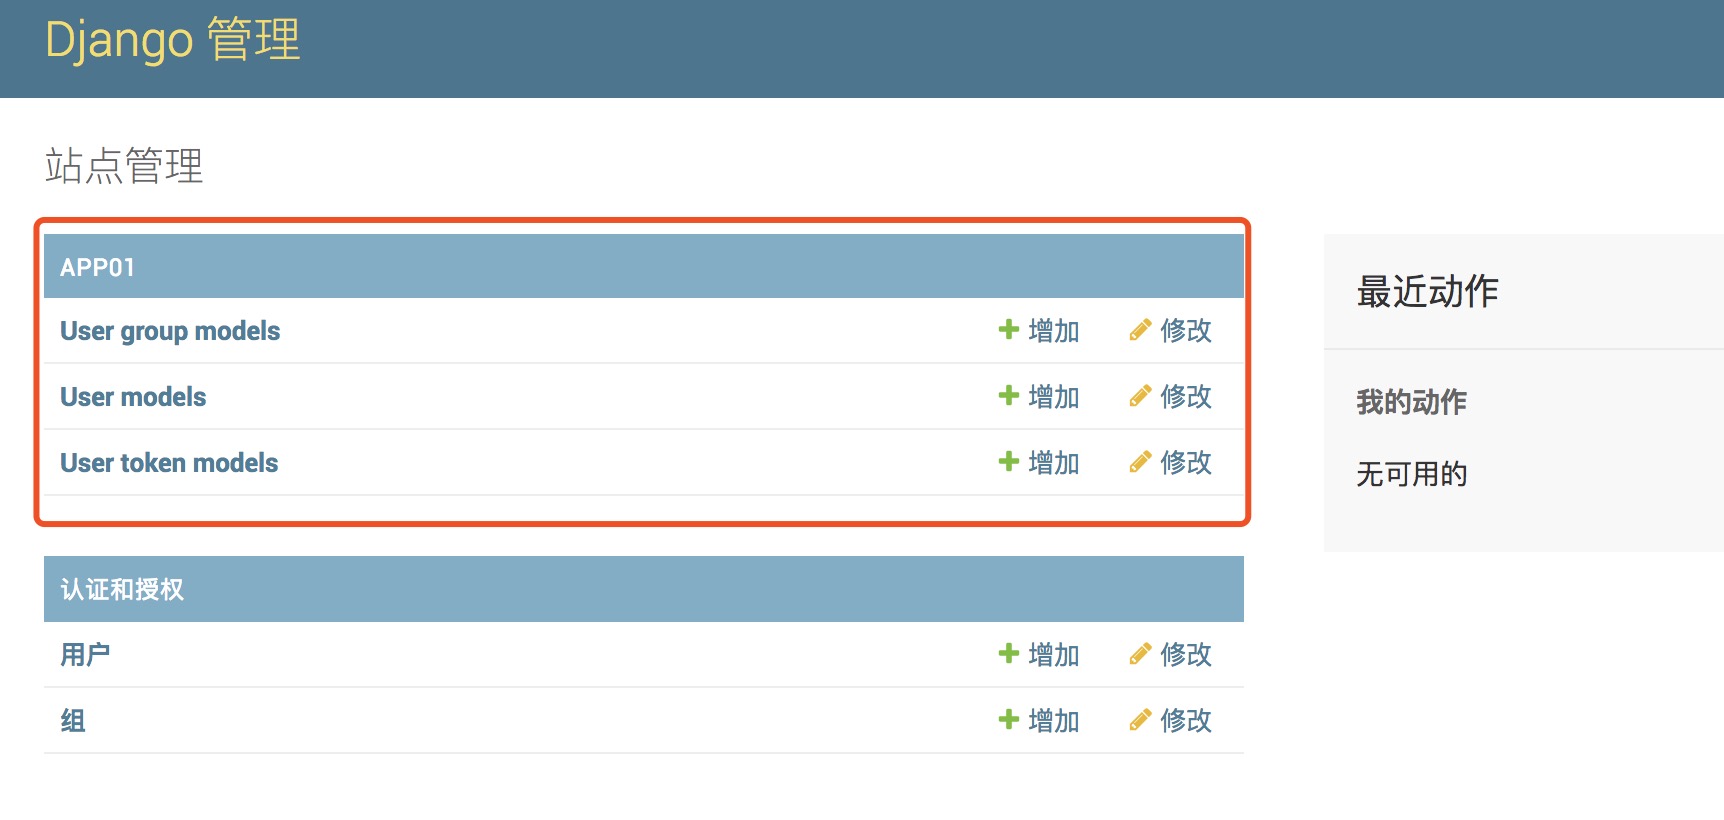 Django 管理
站点管理
APP01
User group models 增加 修改
User models 增加 修改
User token models 增加 修改
认证和授权
用户 增加 修改
组 增加 修改
最近动作
我的动作
无可用的